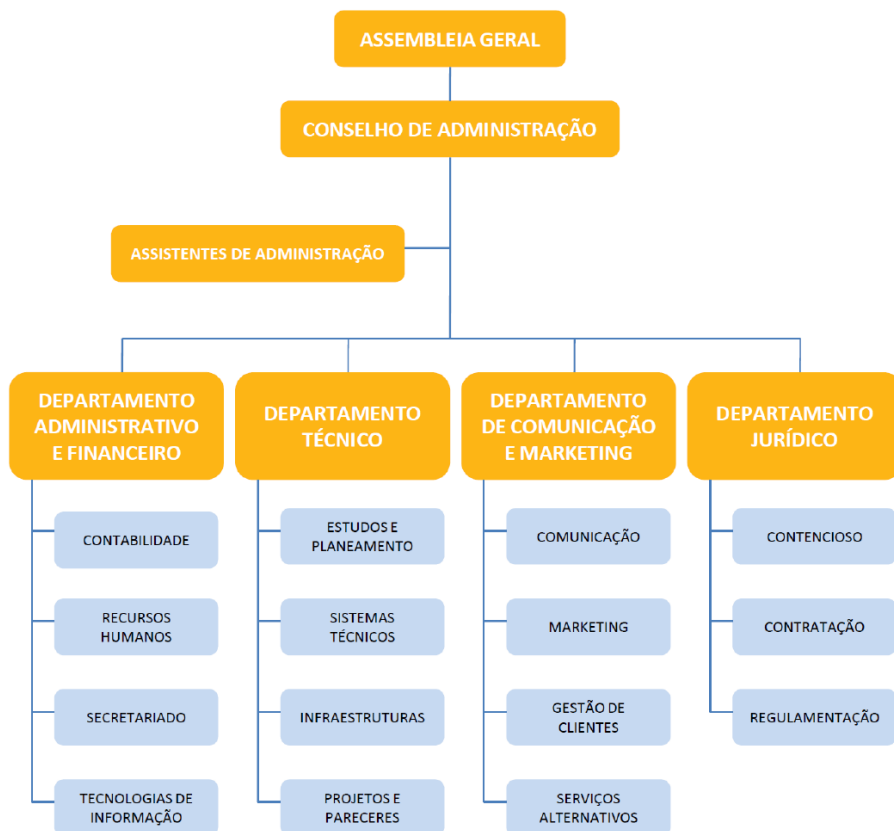 ASSEMBLEIA GERAL
CONSELHO DE ADMINISTRAÇÃO
ASSISTENTES DE ADMINISTRAÇÃO
DEPARTAMENTO
ADMINISTRATIVO
E FINANCEIRO
CONTABILIDADE
RECURSOS
HUMANOS
SECRETARIADO
TECNOLOGIAS DE
INFORMAÇÃO
DEPARTAMENTO
TÉCNICO
ESTUDOS E
PLANEAMENTO
SISTEMAS
TÉCNICOS
INFRAESTRUTURAS
PROJETOS E
PARECERES
DEPARTAMENTO
DE COMUNICAÇÃO
E MARKETING
COMUNICAÇÃO
MARKETING
GESTÃO DE
CLIENTES
SERVIÇOS
ALTERNATIVOS
DEPARTAMENTO
JURÍDICO
CONTENCIOSO
CONTRATAÇÃO
REGULAMENTAÇÃO